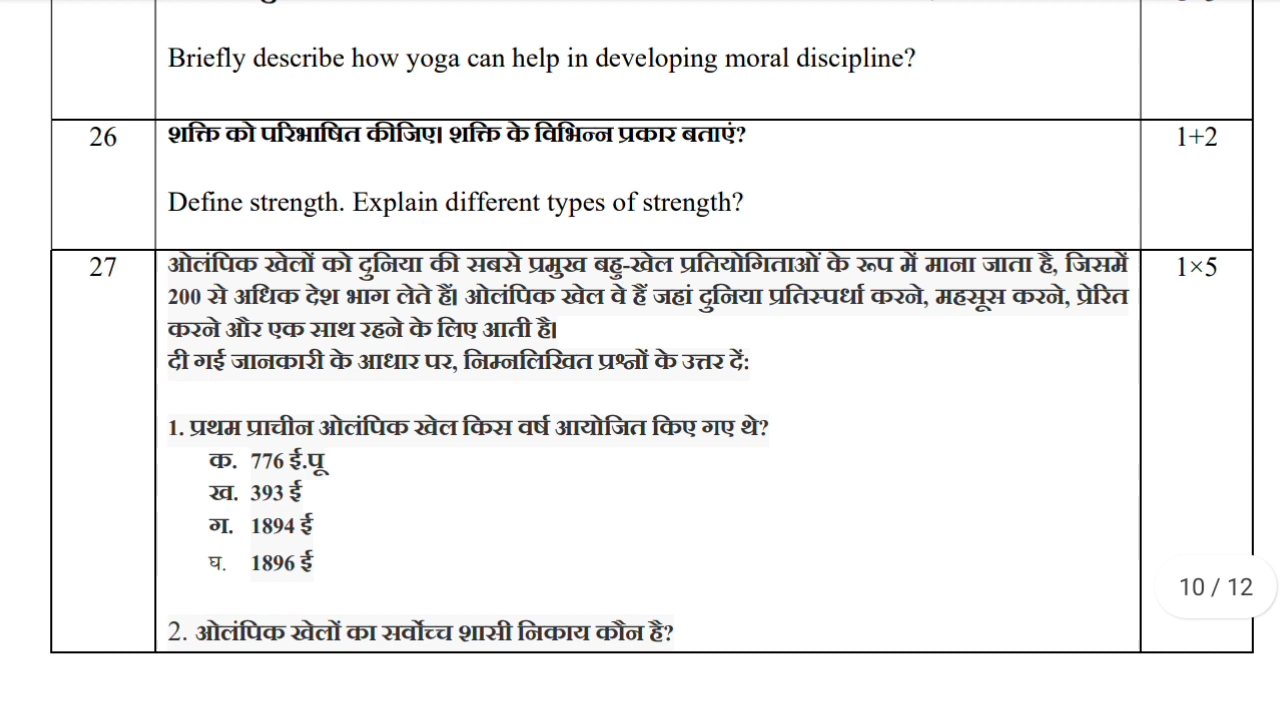 Briefly describe how yoga can help in developing moral discipline?
26 शक्ति को परिभाषित कीजिए। शक्ति के विभिन्न प्रकार बताएं? 1+2
Define strength. Explain different types of strength?
27 ओलंपिक खेलों को दुनिया की सबसे प्रमुख बहु-खेल प्रतियोगिताओं के रूप में माना जाता है, जिसमें 1×5
200 से अधिक देश भाग लेते हैं। ओलंपिक खेल वे हैं जहां दुनिया प्रतिस्पर्धा करने, महसूस करने, प्रेरित
करने और एक साथ रहने के लिए आती है।
दी गई जानकारी के आधार पर, निम्नलिखित प्रश्नों के उत्तर दें:
1. प्रथम प्राचीन ओलंपिक खेल किस वर्ष आयोजित किए गए थे?
क. 776 ई.पू
ख. 393 ई
ग. 1894 ई
घ. 1896 ई
10 / 12
2. ओलंपिक खेलों का सर्वोच्च शासी निकाय कौन है?